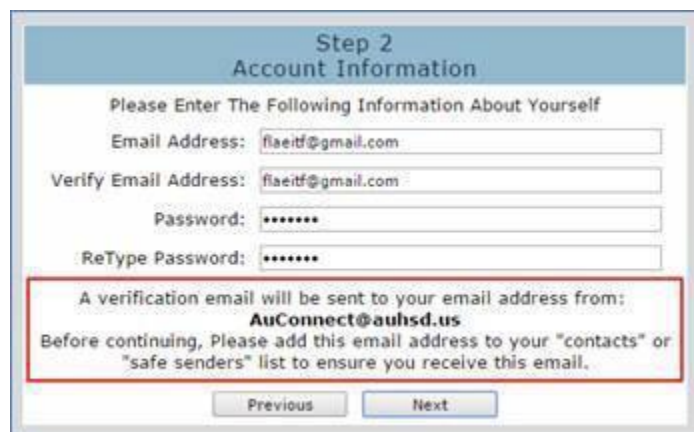 Step 2
Account Information
Please Enter The Following Information About Yourself
Email Address: flaeitf@gmail.com
Verify Email Address: flaeitf@gmail.com
Password: •••••••
ReType Password: •••••••
A verification email will be sent to your email address from:
AuConnect@auhsd.us
Before continuing, Please add this email address to your "contacts" or
"safe senders" list to ensure you receive this email.
Previous Next